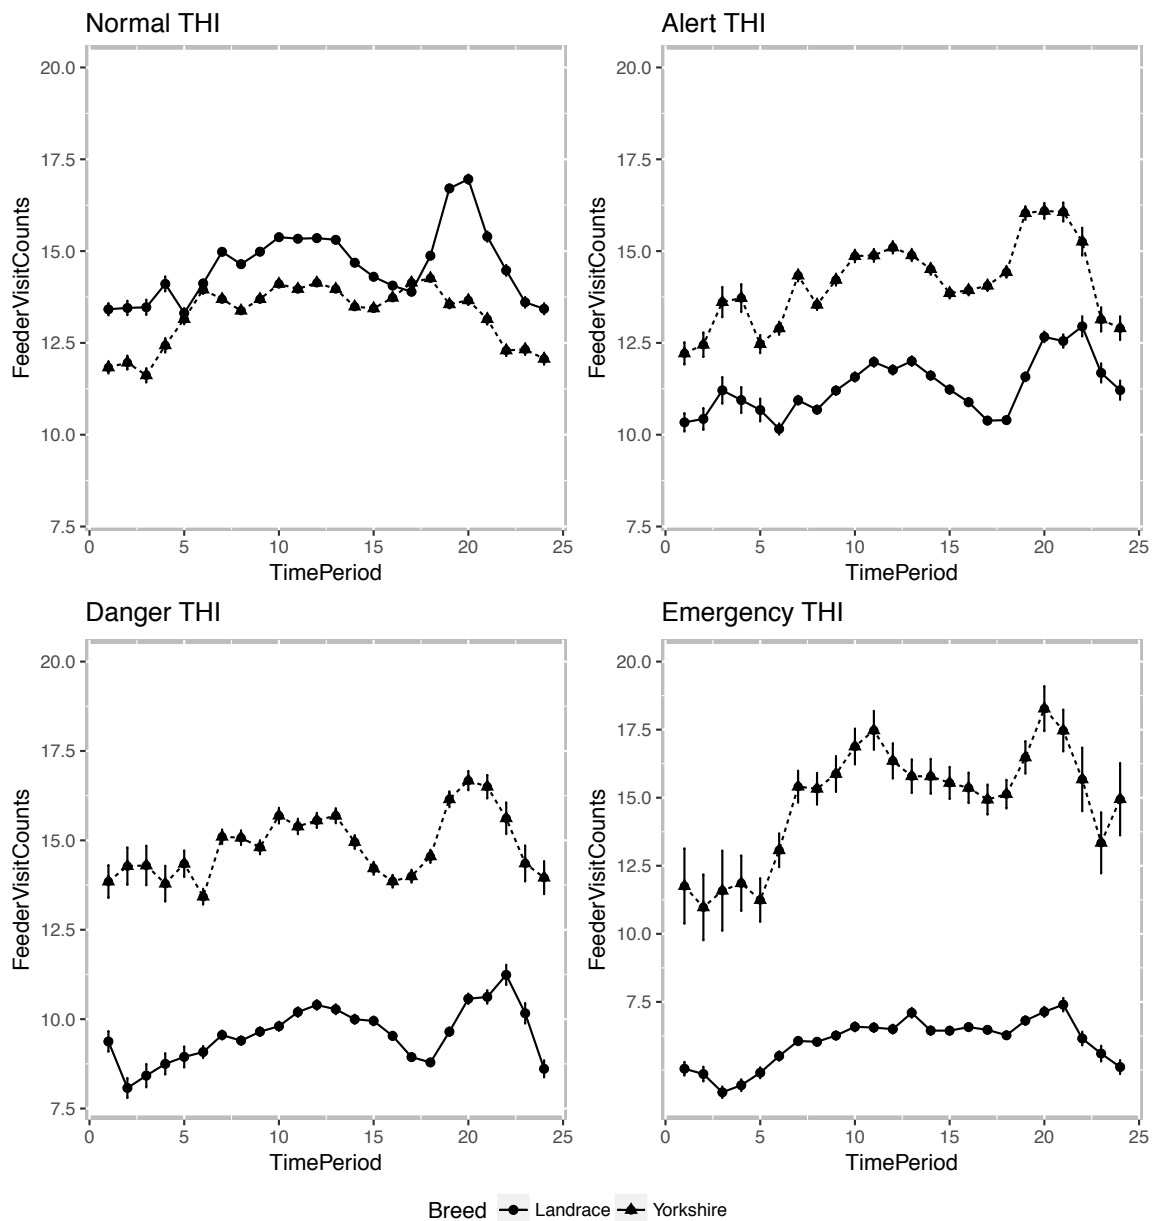 Normal THI
FeederVisitCounts
20.0
17.5
15.0
12.5
10.0
7.5
0 5 10 15 20 25
TimePeriod
Alert THI
FeederVisitCounts
20.0
17.5
15.0
12.5
10.0
7.5
0 5 10 15 20 25
TimePeriod
Danger THI
FeederVisitCounts
20.0
17.5
15.0
12.5
10.0
7.5
0 5 10 15 20 25
TimePeriod
Emergency THI
FeederVisitCounts
20.0
17.5
15.0
12.5
10.0
7.5
0 5 10 15 20 25
TimePeriod
Breed Landrace Yorkshire